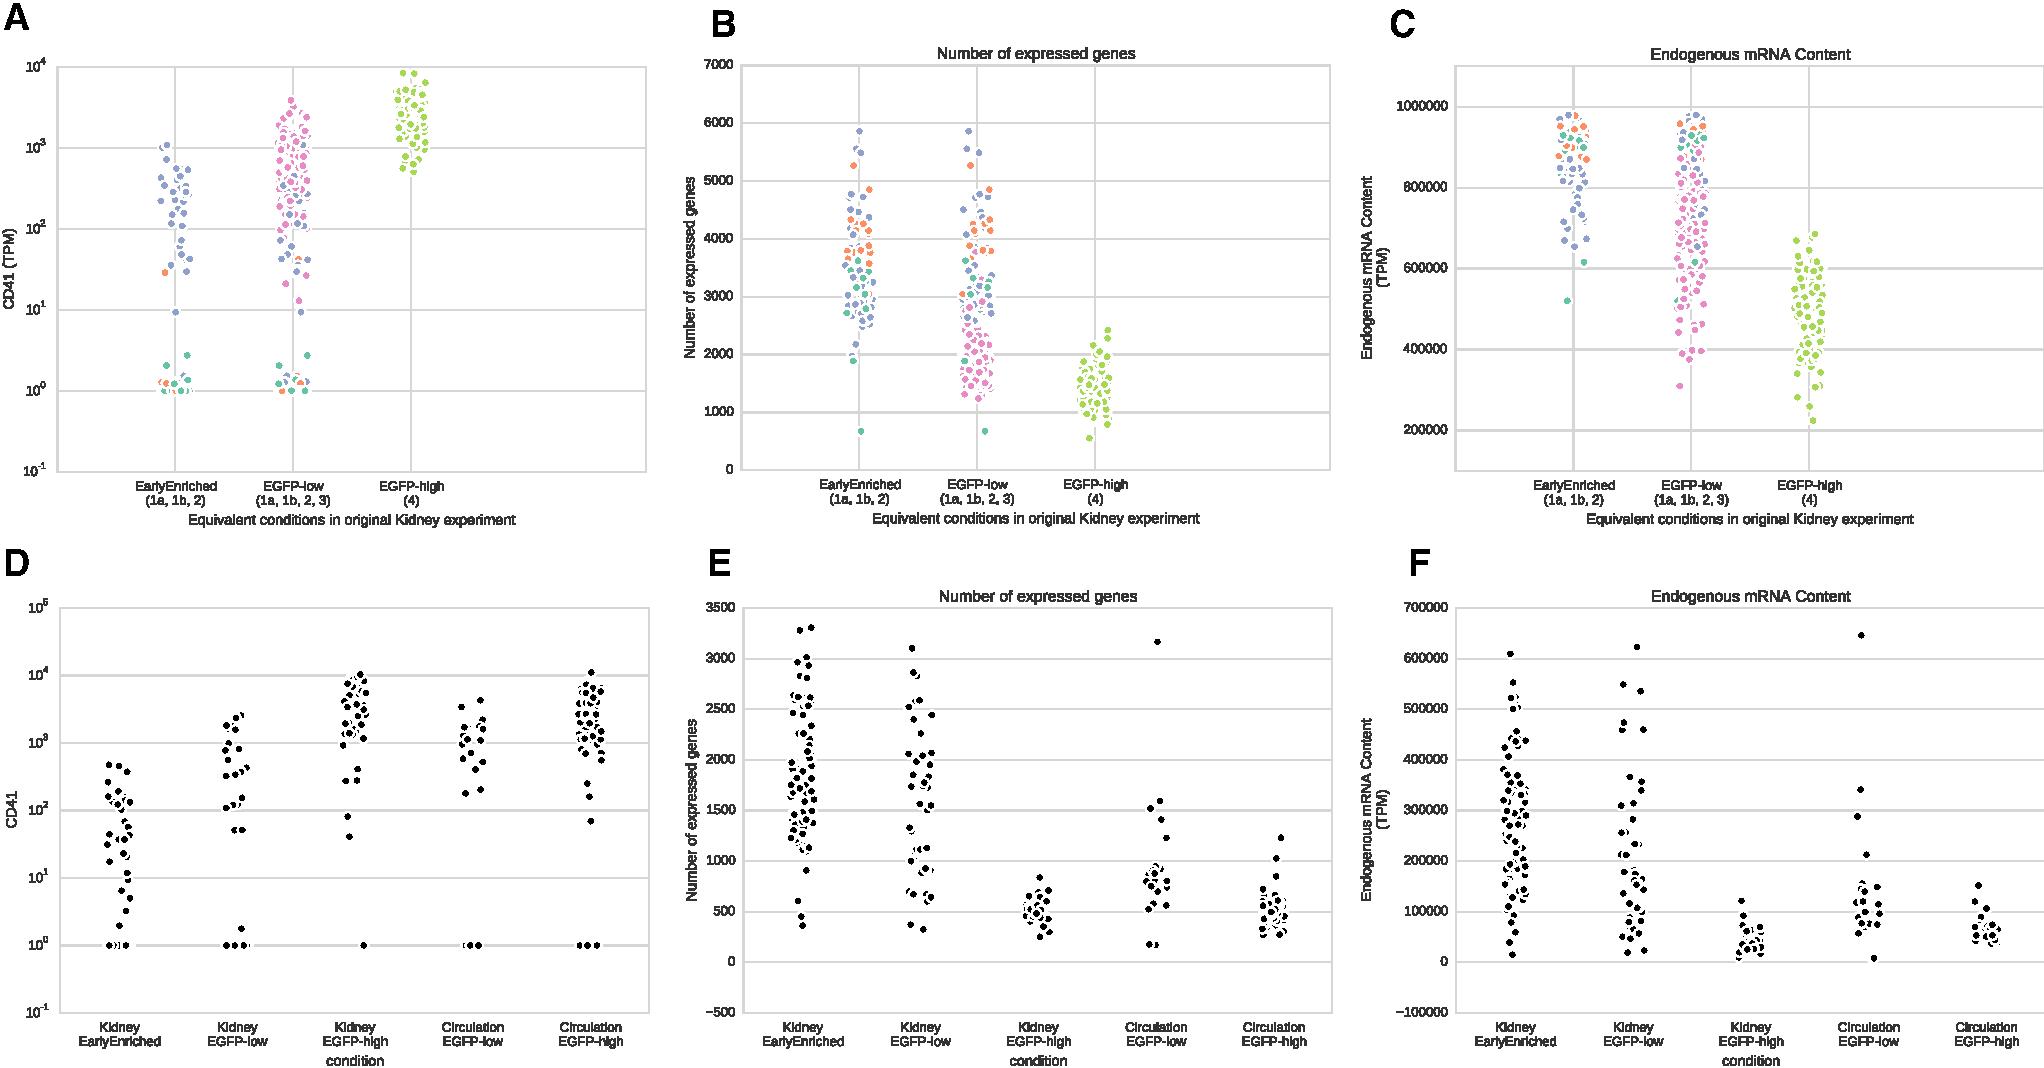 A
10^4
10^3
10^2
10^1
10^0
10^-1
CD41 (TPM)
EarlyEnriched
(1a, 1b, 2)
EGFP-low
(1a, 1b, 2, 3)
EGFP-high
(4)
Equivalent conditions in original Kidney experiment
B
Number of expressed genes
7000
6000
5000
4000
3000
2000
1000
0
Number of expressed genes
EarlyEnriched
(1a, 1b, 2)
EGFP-low
(1a, 1b, 2, 3)
EGFP-high
(4)
Equivalent conditions in original Kidney experiment
C
Endogenous mRNA Content
1000000
800000
600000
400000
200000
Endogenous mRNA Content
(TPM)
EarlyEnriched
(1a, 1b, 2)
EGFP-low
(1a, 1b, 2, 3)
EGFP-high
(4)
Equivalent conditions in original Kidney experiment
D
10^5
10^4
10^3
10^2
10^1
10^0
10^-1
CD41
Kidney
EarlyEnriched
Kidney
EGFP-low
Kidney
EGFP-high
Circulation
EGFP-low
Circulation
EGFP-high
condition
E
Number of expressed genes
3500
3000
2500
2000
1500
1000
500
0
−500
Number of expressed genes
Kidney
EarlyEnriched
Kidney
EGFP-low
Kidney
EGFP-high
Circulation
EGFP-low
Circulation
EGFP-high
condition
F
Endogenous mRNA Content
700000
600000
500000
400000
300000
200000
100000
0
−100000
Endogenous mRNA Content
(TPM)
Kidney
EarlyEnriched
Kidney
EGFP-low
Kidney
EGFP-high
Circulation
EGFP-low
Circulation
EGFP-high
condition